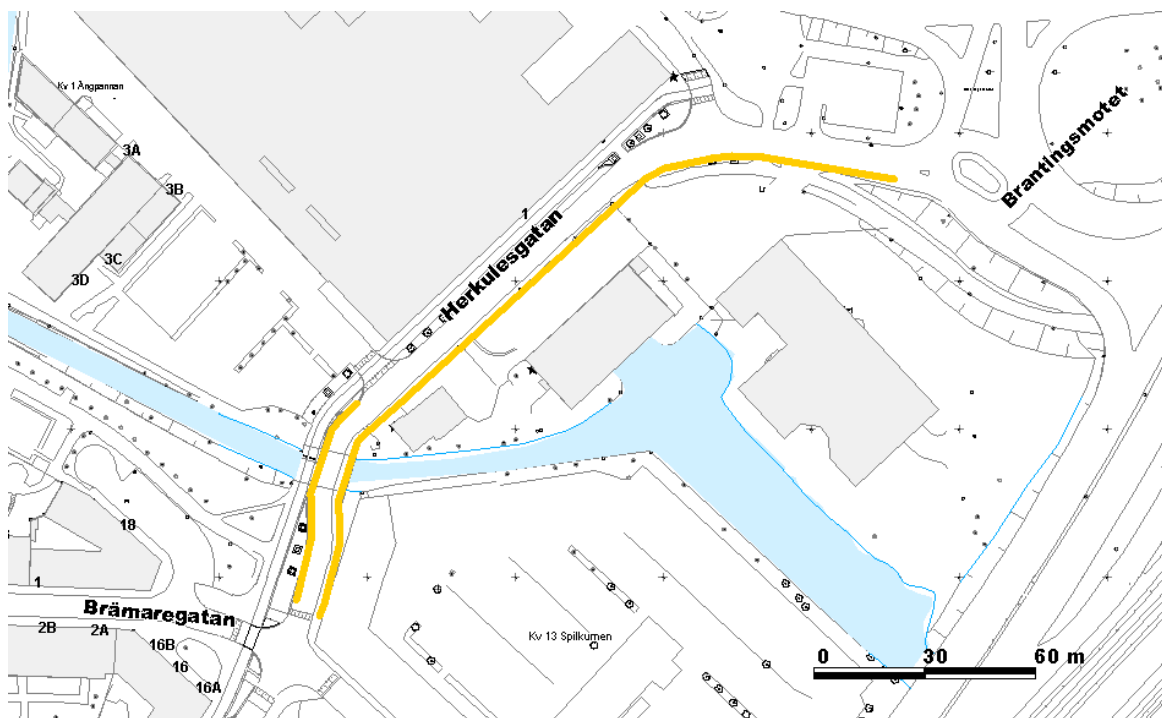 Kv 1 Ångpannan
3A
3B
3C
3D
1
Herkulesgatan
Brantingsmotet
18
1
Brämaregatan
2B
2A
16B
16
16A
Kv 13 Spilkumen
0 30 60 m